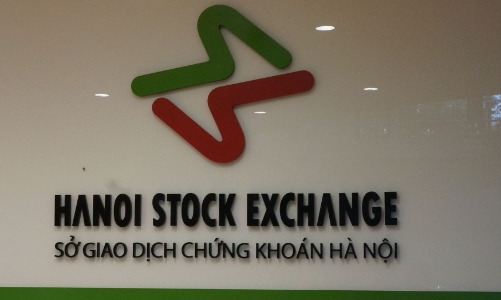 HANOI STOCK EXCHANGE
SỞ GIAO DỊCH CHỨNG KHOÁN HÀ NỘI